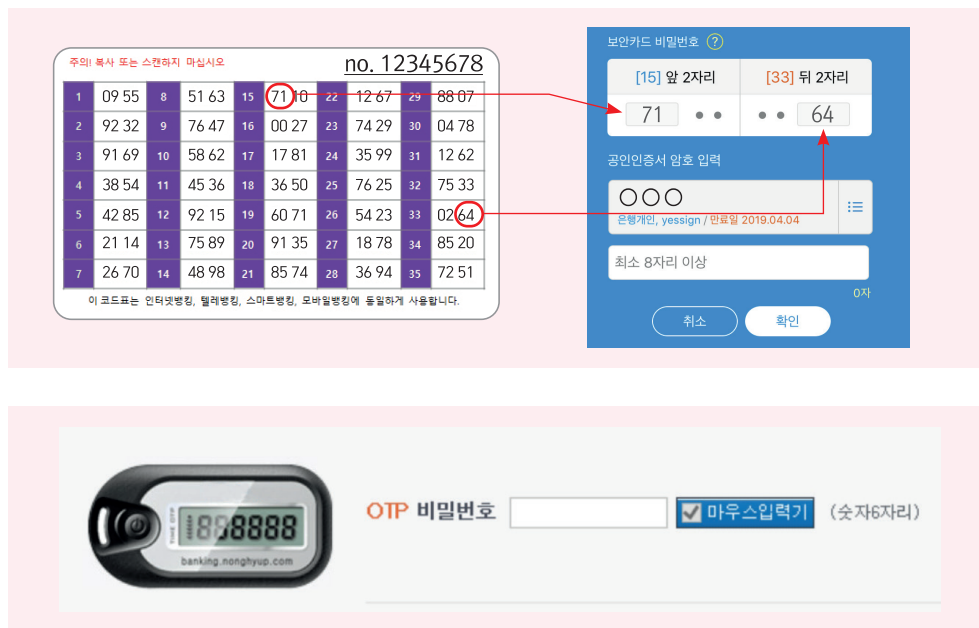 주의! 복사 또는 스캔하지 마십시오
no. 12345678
1 09 55 8 51 63 15 71 10 22 12 67 29 88 07
2 92 32 9 76 47 16 00 27 23 74 29 30 04 78
3 91 69 10 58 62 17 17 81 24 35 99 31 12 62
4 38 54 11 45 36 18 36 50 25 76 25 32 75 33
5 42 85 12 92 15 19 60 71 26 54 23 33 02 64
6 21 14 13 75 89 20 91 35 27 18 78 34 85 20
7 26 70 14 48 98 21 85 74 28 36 94 35 72 51
이 코드표는 인터넷뱅킹, 텔레뱅킹, 스마트뱅킹, 모바일뱅킹에 동일하게 사용합니다.
보안카드 비밀번호 ?
[15] 앞 2자리 [33] 뒤 2자리
71 ● ● ● ● 64
공인인증서 암호 입력
○○○
은행개인, yessign / 만료일 2019.04.04
최소 8자리 이상
0자
취소 확인
TIME OTP
888888
banking.nonghyup.com
OTP 비밀번호 마우스입력기 (숫자6자리)